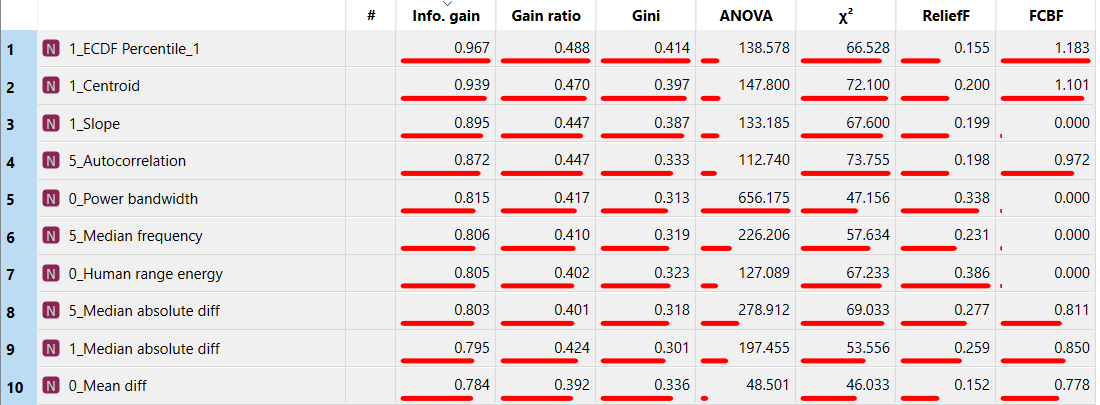 # Info. gain Gain ratio Gini ANOVA χ² ReliefF FCBF
1 N 1_ECDF Percentile_1 0.967 0.488 0.414 138.578 66.528 0.155 1.183
2 N 1_Centroid 0.939 0.470 0.397 147.800 72.100 0.200 1.101
3 N 1_Slope 0.895 0.447 0.387 133.185 67.600 0.199 0.000
4 N 5_Autocorrelation 0.872 0.447 0.333 112.740 73.755 0.198 0.972
5 N 0_Power bandwidth 0.815 0.417 0.313 656.175 47.156 0.338 0.000
6 N 5_Median frequency 0.806 0.410 0.319 226.206 57.634 0.231 0.000
7 N 0_Human range energy 0.805 0.402 0.323 127.089 67.233 0.386 0.000
8 N 5_Median absolute diff 0.803 0.401 0.318 278.912 69.033 0.277 0.811
9 N 1_Median absolute diff 0.795 0.424 0.301 197.455 53.556 0.259 0.850
10 N 0_Mean diff 0.784 0.392 0.336 48.501 46.033 0.152 0.778